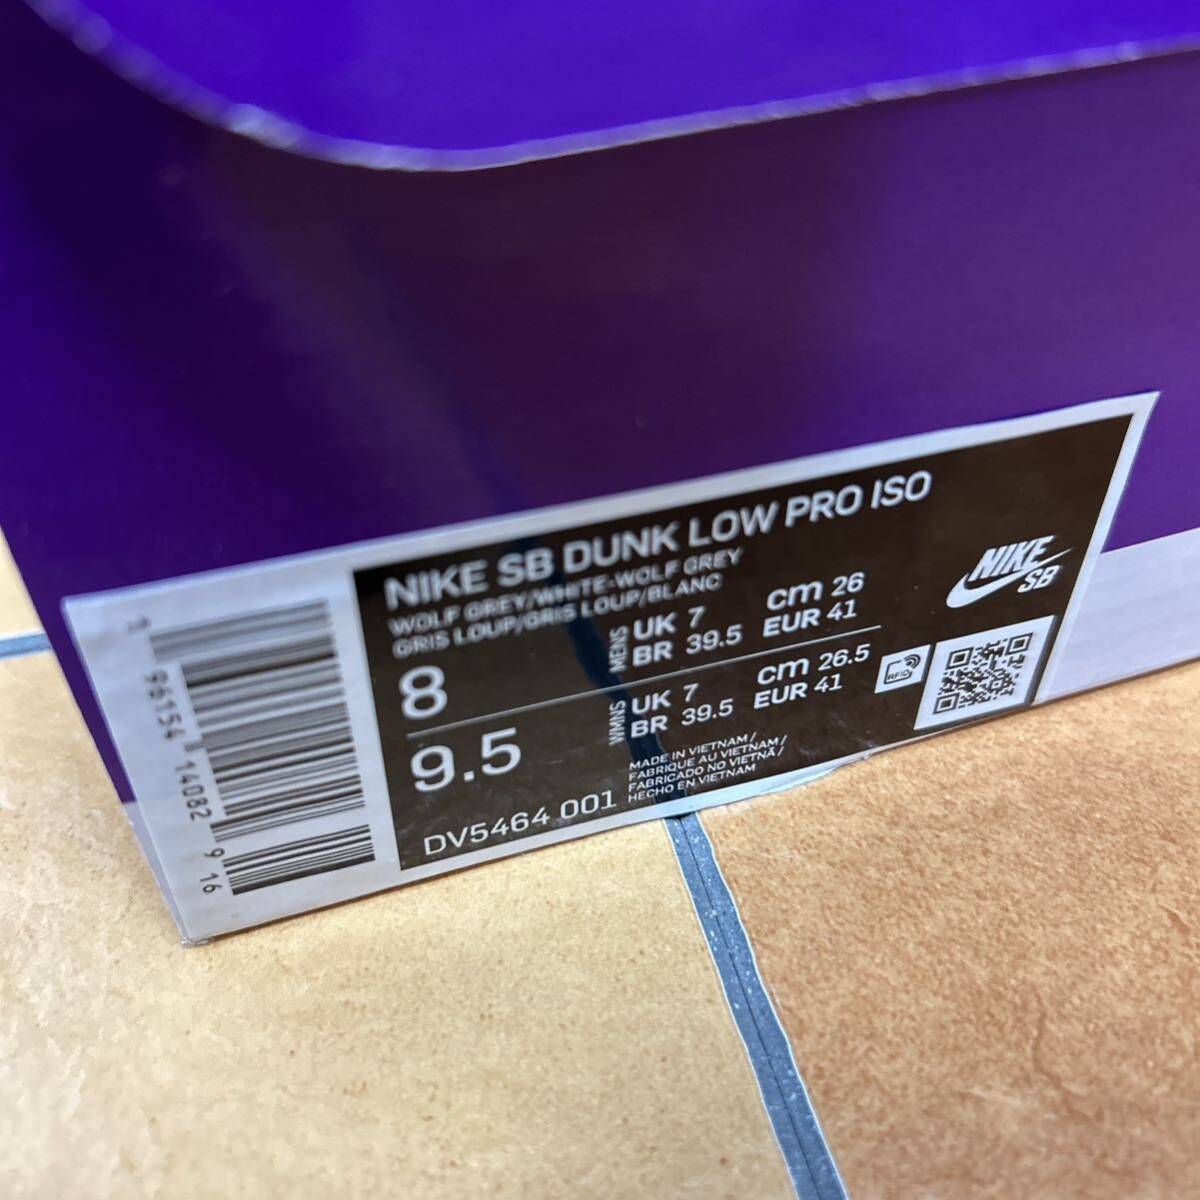 NIKE SB DUNK LOW PRO ISO
WOLF GREY/WHITE-WOLF GREY
GRIS LOUP/GRIS LOUP/BLANC
8
MENS UK 7 cm 26
BR 39.5 EUR 41
9.5
WMNS UK 7 cm 26.5
BR 39.5 EUR 41
DV5464 001
MADE IN VIETNAM/
FABRIQUE AU VIETNAM/
FABRICADO NO VIETNÃ/
HECHO EN VIETNAM
NIKE
SB
RFID
1 96154 14082 9 16